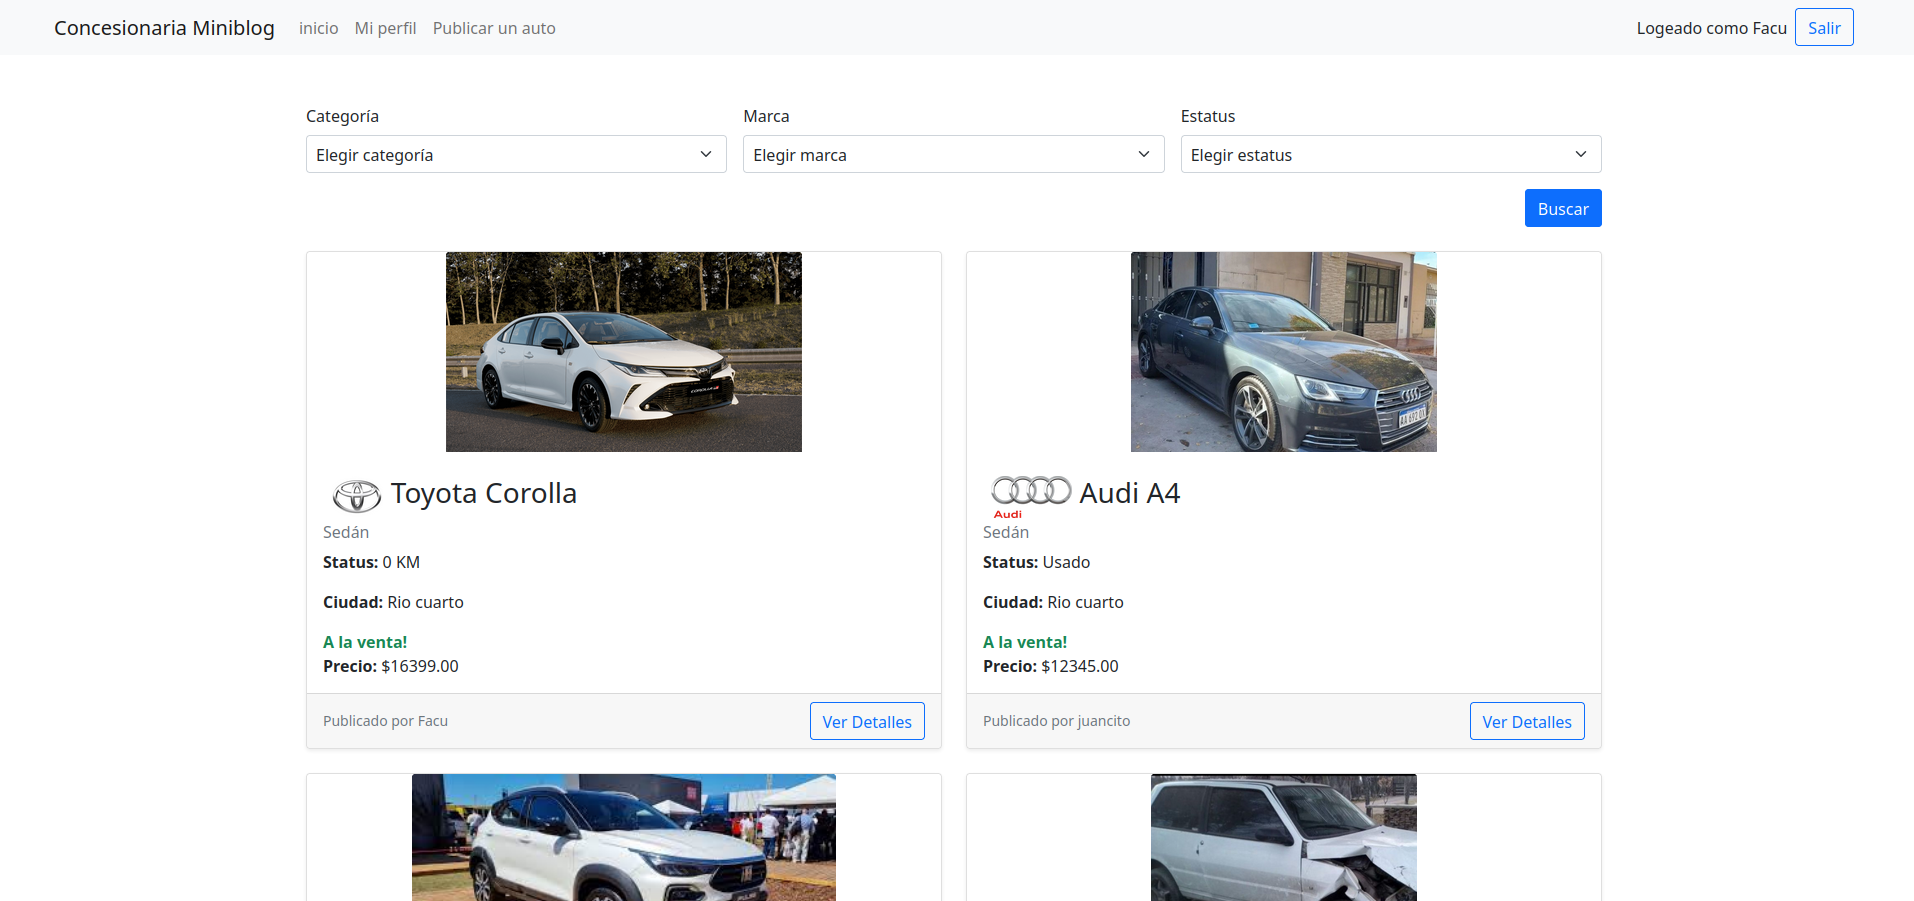 Concesionaria Miniblog inicio Mi perfil Publicar un auto Logeado como Facu Salir
Categoría Marca Estatus
Elegir categoría Elegir marca Elegir estatus
Buscar
Toyota Corolla
Sedán
Status: 0 KM
Ciudad: Rio cuarto
A la venta!
Precio: $16399.00
Publicado por Facu Ver Detalles
Audi
Audi A4
Sedán
Status: Usado
Ciudad: Rio cuarto
A la venta!
Precio: $12345.00
Publicado por juancito Ver Detalles